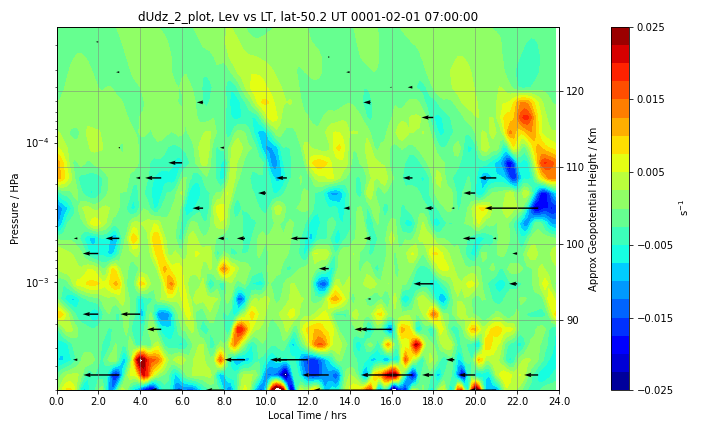 dUdz_2_plot, Lev vs LT, lat-50.2 UT 0001-02-01 07:00:00
Pressure / HPa
10⁻⁴
10⁻³
0.0 2.0 4.0 6.0 8.0 10.0 12.0 14.0 16.0 18.0 20.0 22.0 24.0
Local Time / hrs
120
110
100
90
Approx Geopotential Height / Km
0.025
0.015
0.005
−0.005
−0.015
−0.025
s⁻¹